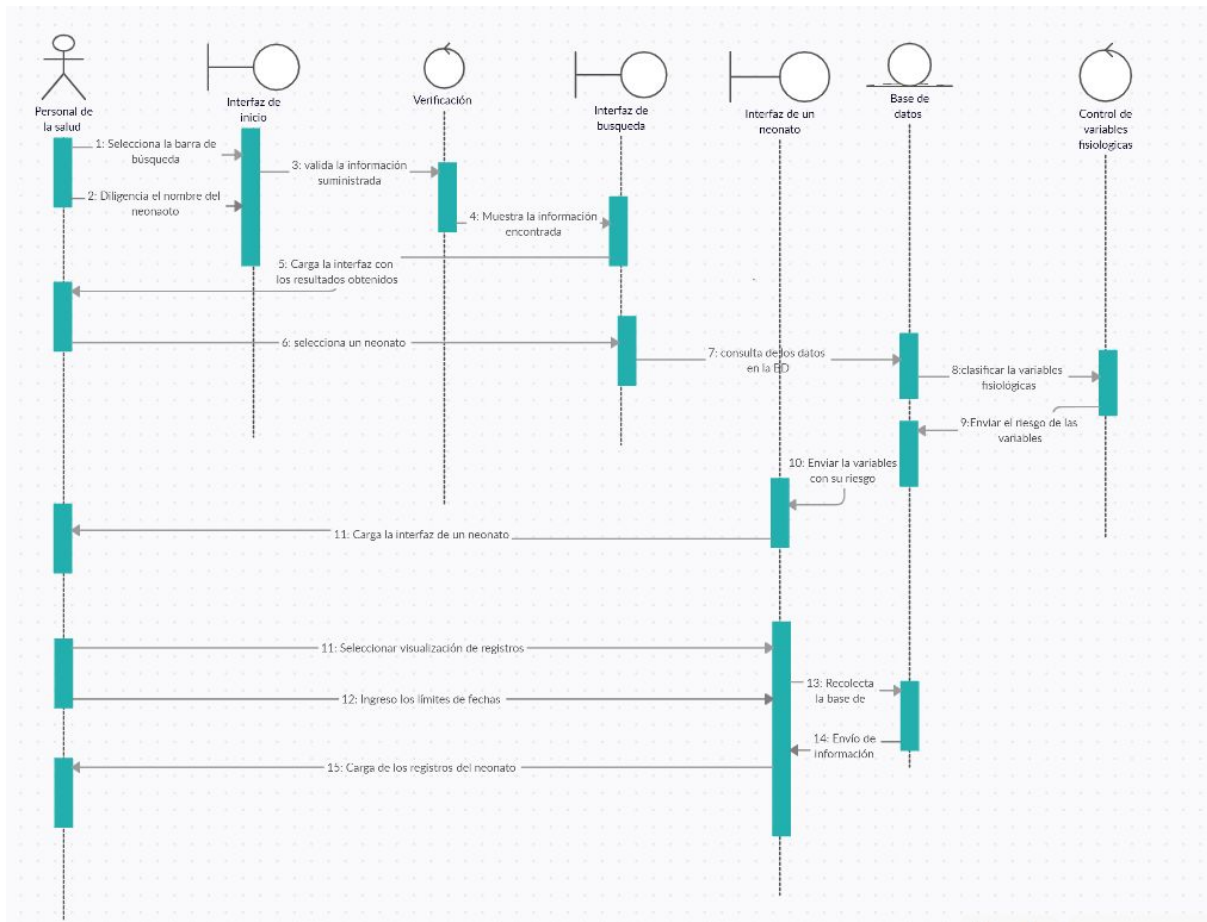 Personal de
la salud
Interfaz de
inicio
Verificación
Interfaz de
busqueda
Interfaz de un
neonato
Base de
datos
Control de
variables
fisiologicas
1: Selecciona la barra de
búsqueda
2: Diligencia el nombre del
neonaoto
3: valida la información
suministrada
4: Muestra la información
encontrada
5: Carga la interfaz con
los resultados obtenidos
6: selecciona un neonato
7: consulta de los datos
en la BD
8:clasificar la variables
fisiológicas
9:Enviar el riesgo de las
variables
10: Enviar la variables
con su riesgo
11: Carga la interfaz de un neonato
11: Seleccionar visualización de registros
12: Ingreso los límites de fechas
13: Recolecta
la base de
14: Envío de
información
15: Carga de los registros del neonato